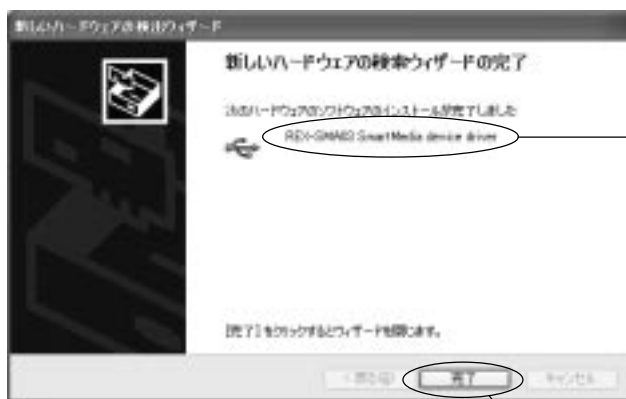 新しいハードウェアの検索ウィザード
新しいハードウェアの検索ウィザードの完了
次のハードウェアのソフトウェアのインストールが完了しました
SmartMedia device driver
[完了] をクリックするとウィザードを閉じます。
< 戻る(B) 完了 キャンセル